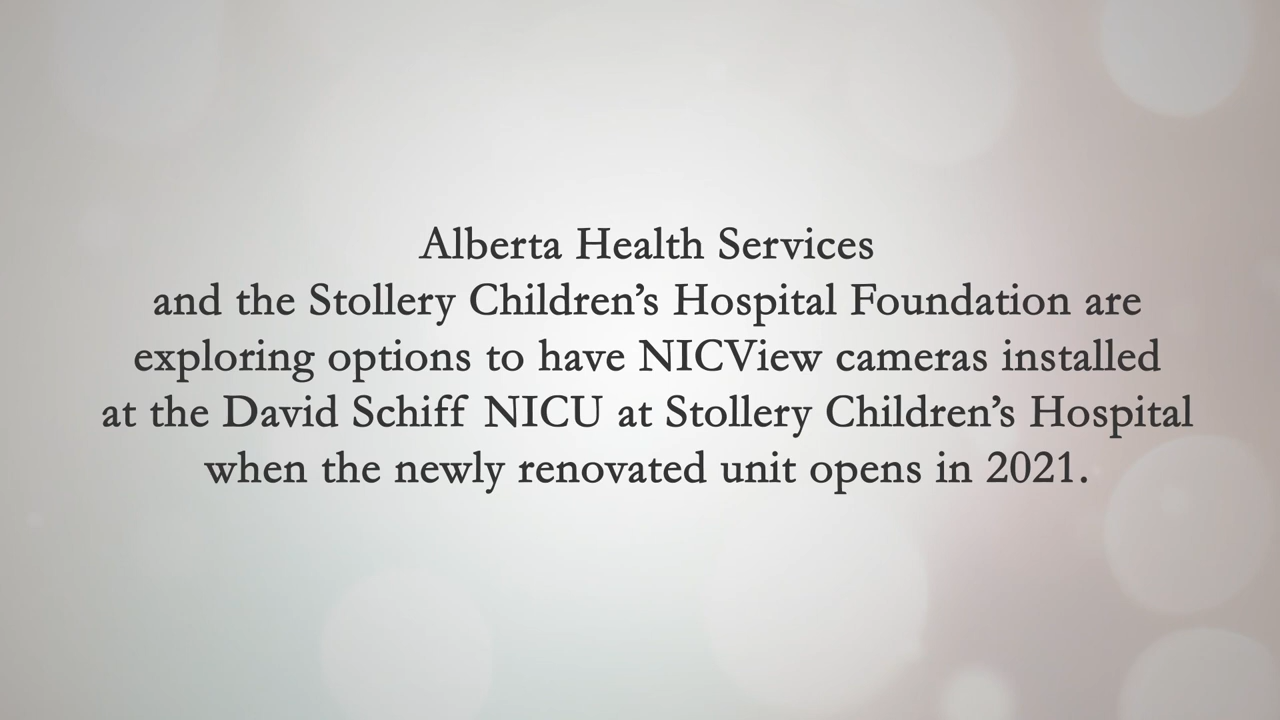 Alberta Health Services
and the Stollery Children’s Hospital Foundation are
exploring options to have NICView cameras installed
at the David Schiff NICU at Stollery Children’s Hospital
when the newly renovated unit opens in 2021.